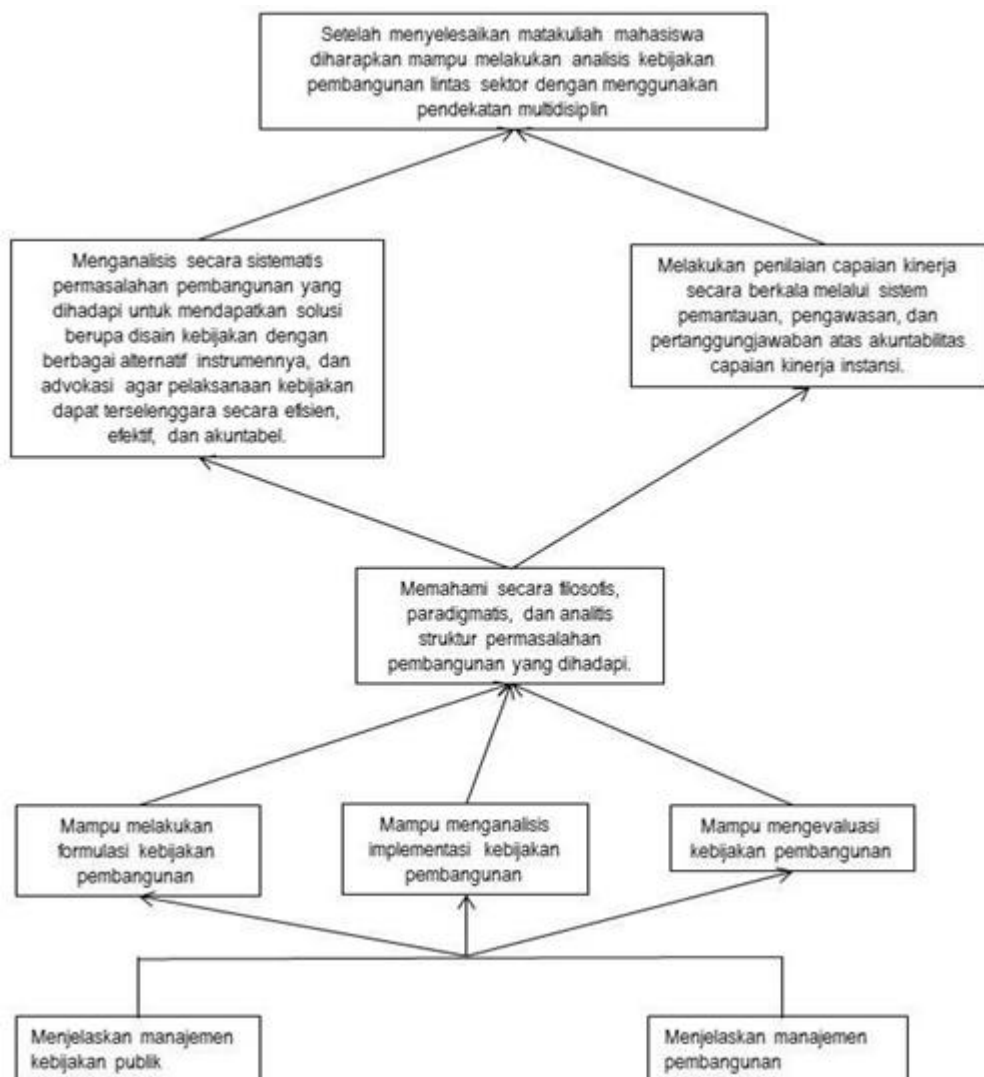 Setelah menyelesaikan matakuliah mahasiswa
diharapkan mampu melakukan analisis kebijakan
pembangunan lintas sektor dengan menggunakan
pendekatan multidisiplin
Menganalisis secara sistematis
permasalahan pembangunan yang
dihadapi untuk mendapatkan solusi
berupa disain kebijakan dengan
berbagai alternatif instrumennya, dan
advokasi agar pelaksanaan kebijakan
dapat terselenggara secara efisien,
efektif, dan akuntabel.
Melakukan penilaian capaian kinerja
secara berkala melalui sistem
pemantauan, pengawasan, dan
pertanggungjawaban atas akuntabilitas
capaian kinerja instansi.
Memahami secara filosofis,
paradigmatis, dan analitis
struktur permasalahan
pembangunan yang dihadapi.
Mampu melakukan
formulasi kebijakan
pembangunan
Mampu menganalisis
implementasi kebijakan
pembangunan
Mampu mengevaluasi
kebijakan pembangunan
Menjelaskan manajemen
kebijakan publik
Menjelaskan manajemen
pembangunan